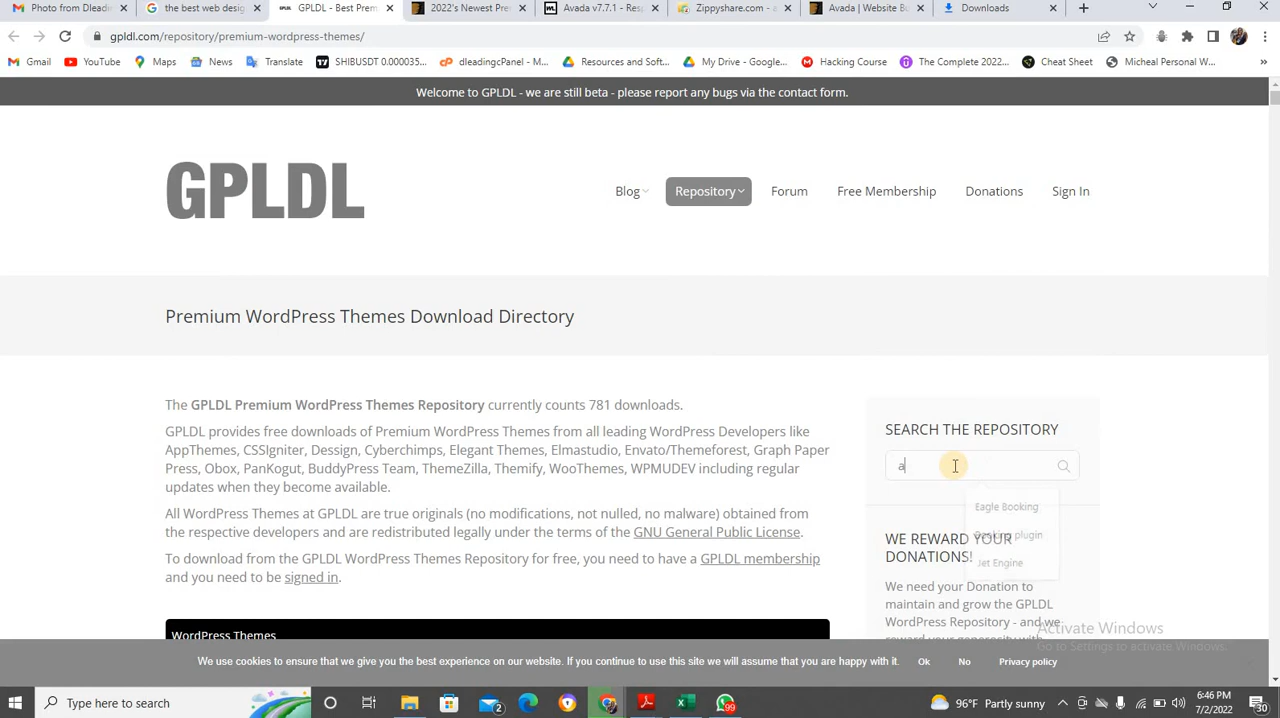 Photo from Dleadin
the best web desig
GPLDL - Best Prem
2022's Newest Pre
Avada v7.7.1 - Resp
Zippyshare.com - a
Avada | Website Bu
Downloads
gpldl.com/repository/premium-wordpress-themes/
Gmail
YouTube
Maps
News
Translate
SHIBUSDT 0.000035...
dleadingcPanel - M...
Resources and Soft...
My Drive - Google...
Hacking Course
The Complete 2022...
Cheat Sheet
Micheal Personal W...
Welcome to GPLDL - we are still beta - please report any bugs via the contact form.
GPLDL
Blog
Repository
Forum
Free Membership
Donations
Sign In
Premium WordPress Themes Download Directory
The GPLDL Premium WordPress Themes Repository currently counts 781 downloads.
GPLDL provides free downloads of Premium WordPress Themes from all leading WordPress Developers like
AppThemes, CSSIgniter, Dessign, Cyberchimps, Elegant Themes, Elmastudio, Envato/Themeforest, Graph Paper
Press, Obox, PanKogut, BuddyPress Team, ThemeZilla, Themify, WooThemes, WPMUDEV including regular
updates when they become available.
All WordPress Themes at GPLDL are true originals (no modifications, not nulled, no malware) obtained
from the respective developers and are redistributed legally under the terms of the GNU General Public License.
To download from the GPLDL WordPress Themes Repository for free, you need to have a GPLDL membership
and you need to be signed in.
WordPress Themes
SEARCH THE REPOSITORY
a
Eagle Booking
Booking plugin
Jet Engine
WE REWARD YOUR
DONATIONS!
We need your Donation to
maintain and grow the GPLDL
WordPress Repository - and we
reward your generosity with
Activate Windows
Go to Settings to activate Windows.
We use cookies to ensure that we give you the best experience on our website. If you continue to use this site we will assume that you are happy with it.
Ok
No
Privacy policy
Type here to search
2
99
96°F Partly sunny
6:46 PM
7/2/2022
30